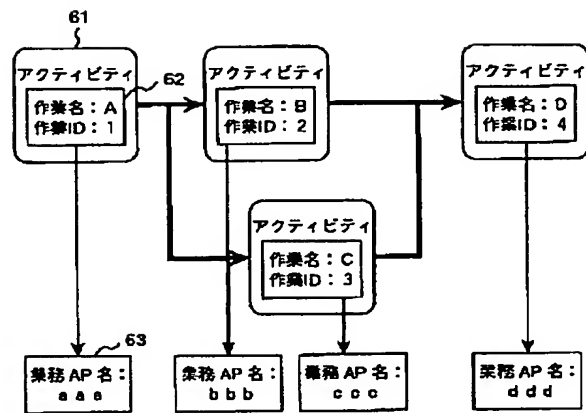 61
アクティビティ
62
作業名：A
作業ID：1
アクティビティ
作業名：B
作業ID：2
アクティビティ
作業名：D
作業ID：4
アクティビティ
作業名：C
作業ID：3
63
業務AP名：
aaa
業務AP名：
bbb
業務AP名：
ccc
業務AP名：
ddd